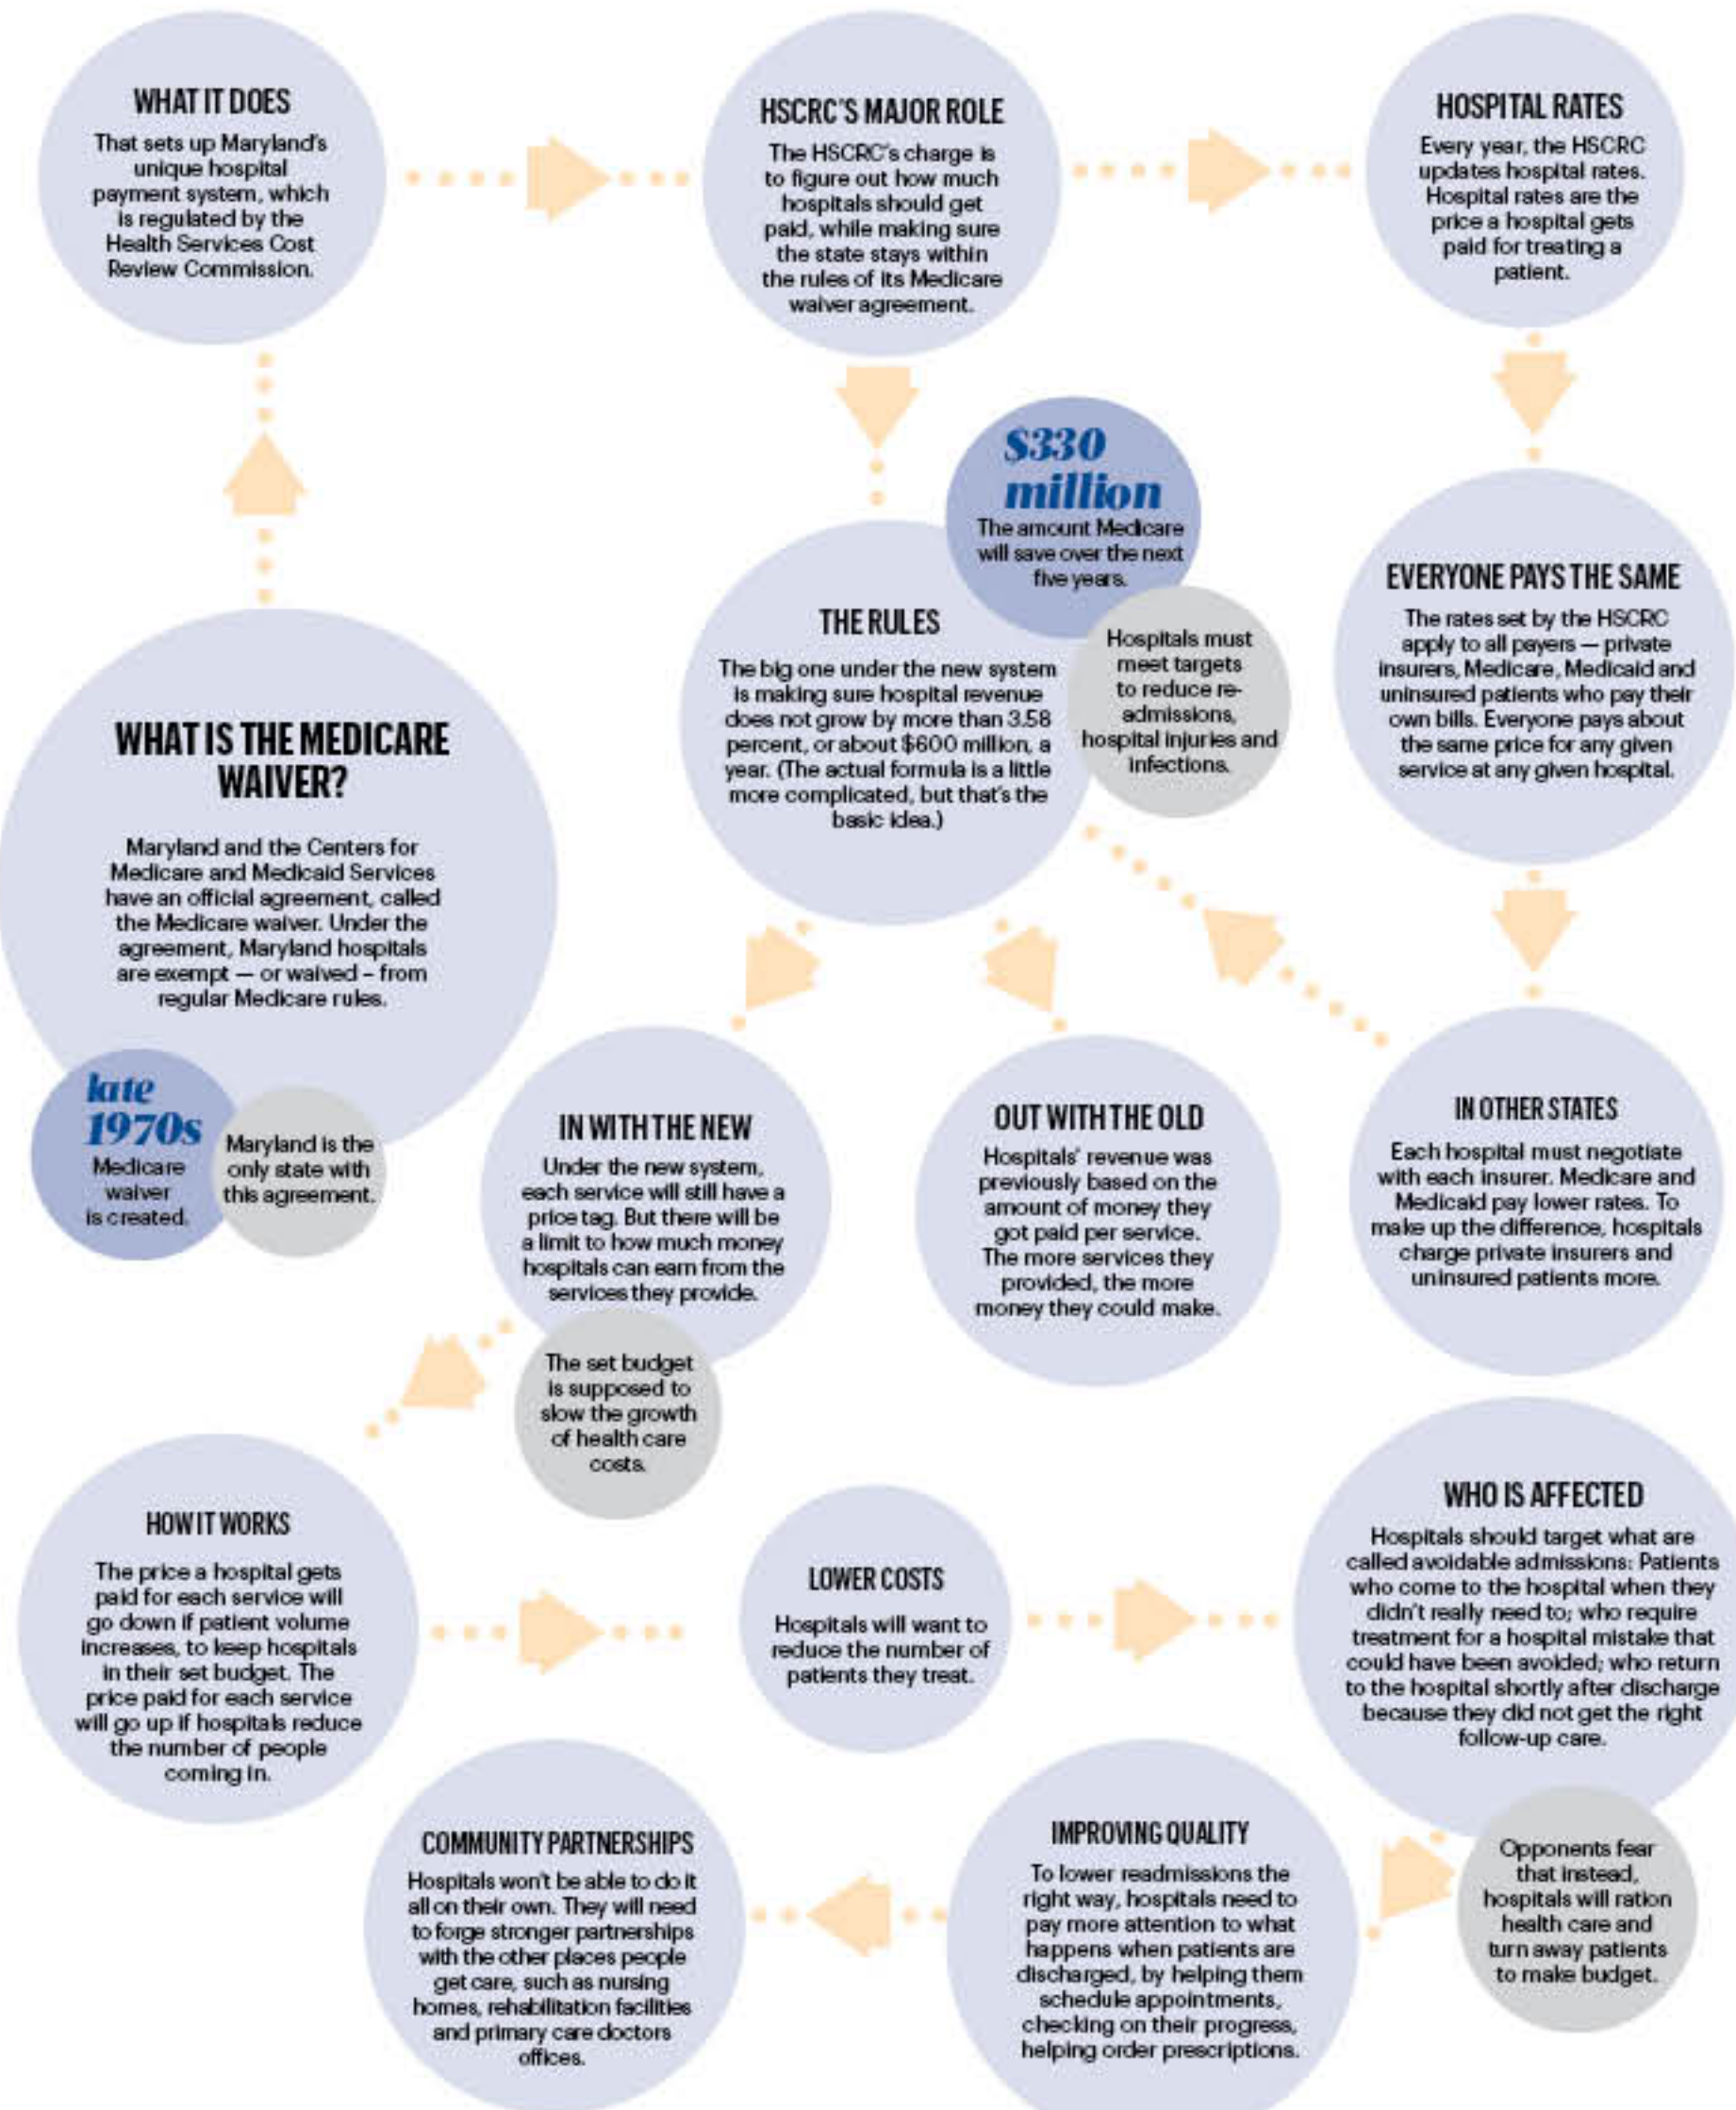 WHAT IT DOES
That sets up Maryland's
unique hospital
payment system, which
is regulated by the
Health Services Cost
Review Commission.
HSCRC'S MAJOR ROLE
The HSCRC's charge is
to figure out how much
hospitals should get
paid, while making sure
the state stays within
the rules of its Medicare
waiver agreement.
HOSPITAL RATES
Every year, the HSCRC
updates hospital rates.
Hospital rates are the
price a hospital gets
paid for treating a
patient.
$330
million
The amount Medicare
will save over the next
five years.
THE RULES
The big one under the new system
is making sure hospital revenue
does not grow by more than 3.58
percent, or about $600 million, a
year. (The actual formula is a little
more complicated, but that's the
basic idea.)
Hospitals must
meet targets
to reduce re-
admissions,
hospital injuries and
infections.
EVERYONE PAYS THE SAME
The rates set by the HSCRC
apply to all payers — private
insurers, Medicare, Medicaid and
uninsured patients who pay their
own bills. Everyone pays about
the same price for any given
service at any given hospital.
WHAT IS THE MEDICARE
WAIVER?
Maryland and the Centers for
Medicare and Medicaid Services
have an official agreement, called
the Medicare waiver. Under the
agreement, Maryland hospitals
are exempt — or waived – from
regular Medicare rules.
late
1970s
Medicare
waiver
is created.
Maryland is the
only state with
this agreement.
IN WITH THE NEW
Under the new system,
each service will still have a
price tag. But there will be
a limit to how much money
hospitals can earn from the
services they provide.
The set budget
is supposed to
slow the growth
of health care
costs.
OUT WITH THE OLD
Hospitals' revenue was
previously based on the
amount of money they
got paid per service.
The more services they
provided, the more
money they could make.
IN OTHER STATES
Each hospital must negotiate
with each insurer. Medicare and
Medicaid pay lower rates. To
make up the difference, hospitals
charge private insurers and
uninsured patients more.
HOW IT WORKS
The price a hospital gets
paid for each service will
go down if patient volume
increases, to keep hospitals
in their set budget. The
price paid for each service
will go up if hospitals reduce
the number of people
coming in.
LOWER COSTS
Hospitals will want to
reduce the number of
patients they treat.
WHO IS AFFECTED
Hospitals should target what are
called avoidable admissions: Patients
who come to the hospital when they
didn't really need to; who require
treatment for a hospital mistake that
could have been avoided; who return
to the hospital shortly after discharge
because they did not get the right
follow-up care.
Opponents fear
that instead,
hospitals will ration
health care and
turn away patients
to make budget.
IMPROVING QUALITY
To lower readmissions the
right way, hospitals need to
pay more attention to what
happens when patients are
discharged, by helping them
schedule appointments,
checking on their progress,
helping order prescriptions.
COMMUNITY PARTNERSHIPS
Hospitals won't be able to do it
all on their own. They will need
to forge stronger partnerships
with the other places people
get care, such as nursing
homes, rehabilitation facilities
and primary care doctors
offices.